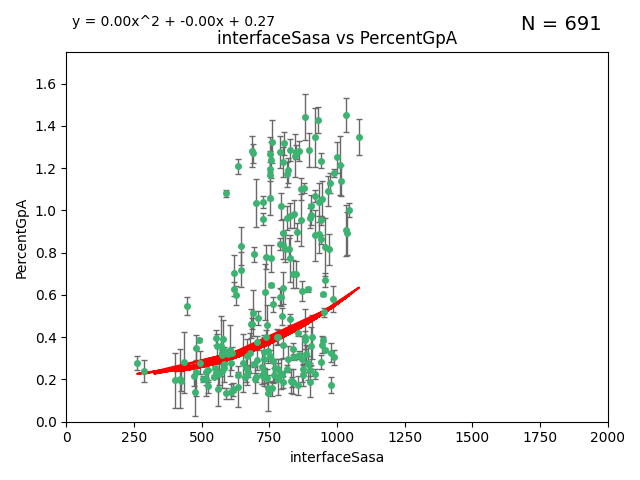 y = 0.00x^2 + -0.00x + 0.27
N = 691
interfaceSasa vs PercentGpA
1.6
1.4
1.2
1.0
0.8
0.6
0.4
0.2
0.0
PercentGpA
0 250 500 750 1000 1250 1500 1750 2000
interfaceSasa